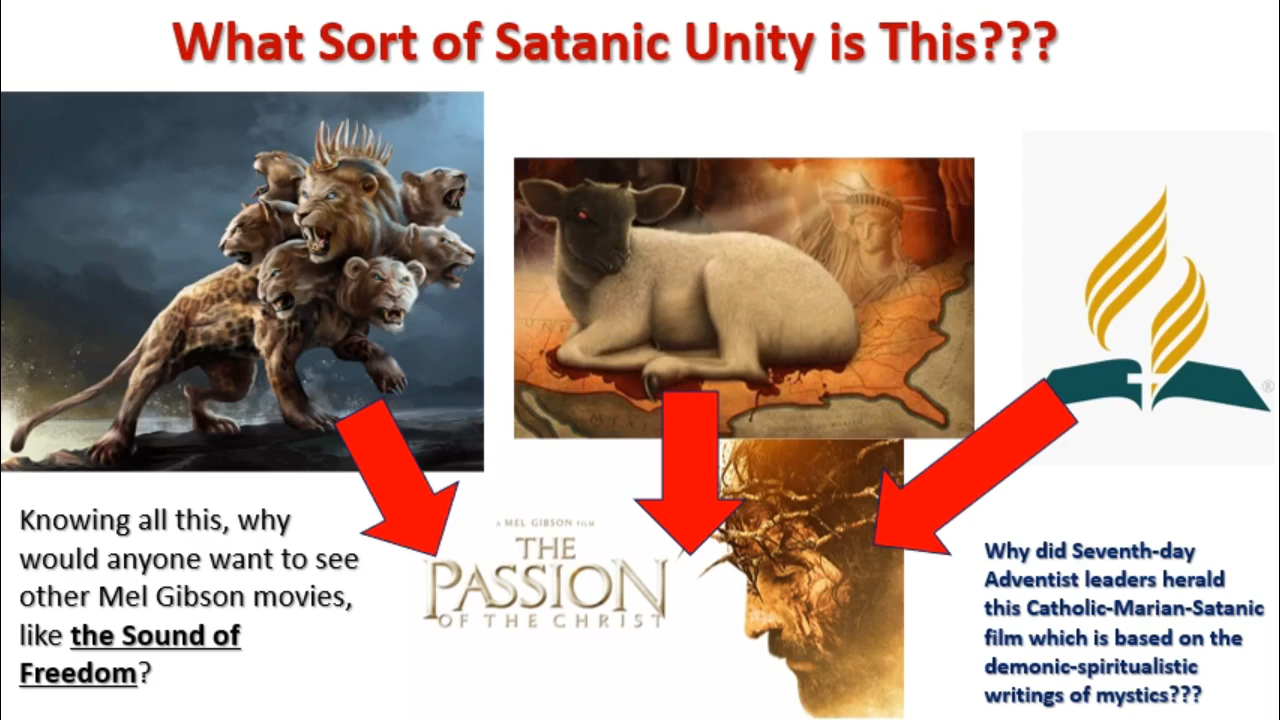 What Sort of Satanic Unity is This???
Knowing all this, why
would anyone want to see
other Mel Gibson movies,
like the Sound of
Freedom?
A MEL GIBSON FILM
THE
PASSION
OF THE CHRIST
Why did Seventh-day
Adventist leaders herald
this Catholic-Marian-Satanic
film which is based on the
demonic-spiritualistic
writings of mystics???
®